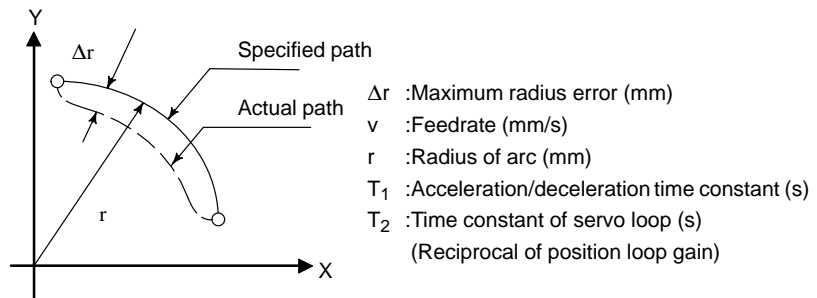 Y
Δr
Specified path
Actual path
r
X
Δr :Maximum radius error (mm)
v :Feedrate (mm/s)
r :Radius of arc (mm)
T1 :Acceleration/deceleration time constant (s)
T2 :Time constant of servo loop (s)
(Reciprocal of position loop gain)